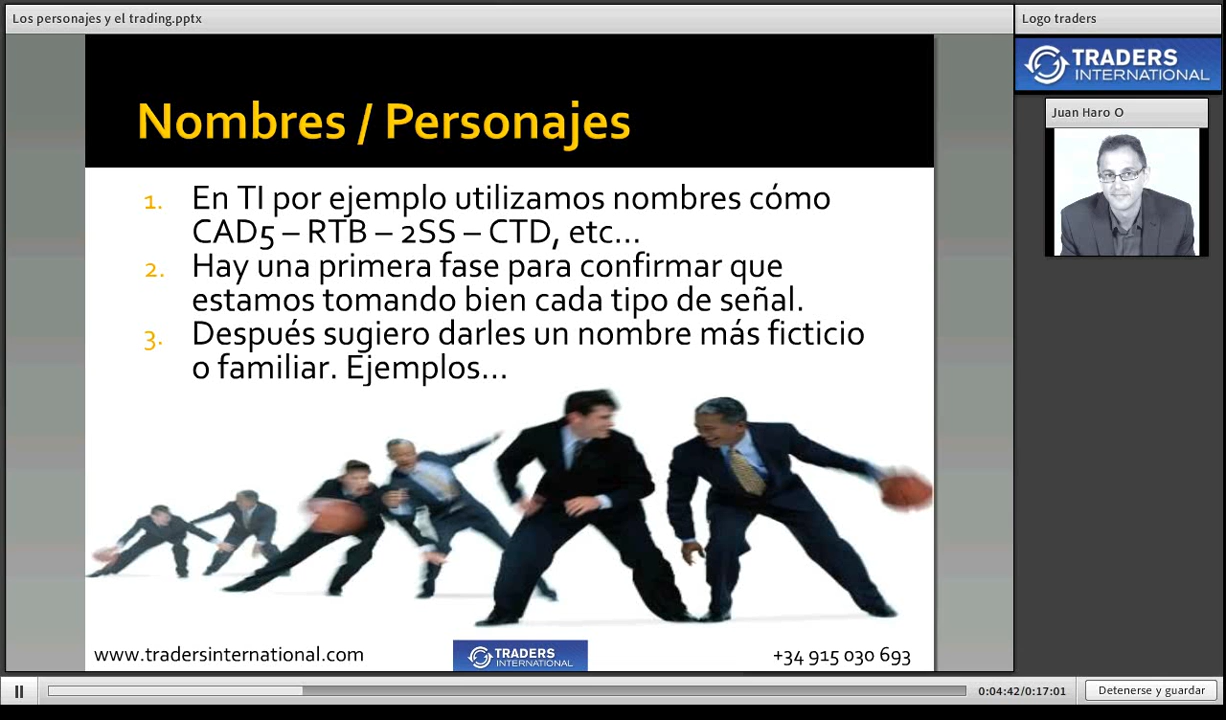 Los personajes y el trading.pptx
Logo traders
TRADERS
INTERNATIONAL
Juan Haro O
Nombres / Personajes
1. En TI por ejemplo utilizamos nombres cómo
CAD5 – RTB – 2SS – CTD, etc...
2. Hay una primera fase para confirmar que
estamos tomando bien cada tipo de señal.
3. Después sugiero darles un nombre más ficticio
o familiar. Ejemplos...
www.tradersinternational.com
TRADERS
INTERNATIONAL
+34 915 030 693
0:04:42/0:17:01
Detenerse y guardar